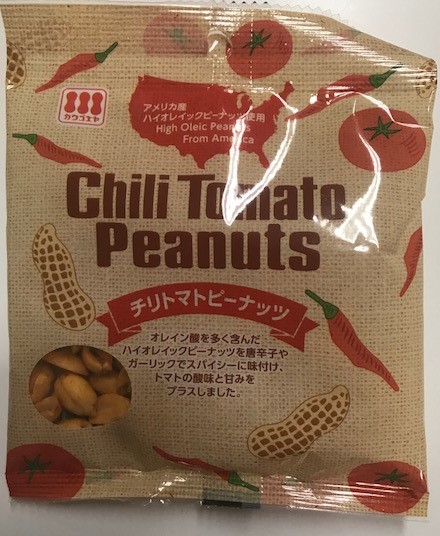 カワゴエヤ
アメリカ産
ハイオレイックピーナッツ使用
High Oleic Peanuts
From America
Chili Tomato
Peanuts
チリトマトピーナッツ
オレイン酸を多く含んだ
ハイオレイックピーナッツを唐辛子や
ガーリックでスパイシーに味付け、
トマトの酸味と甘みを
プラスしました。